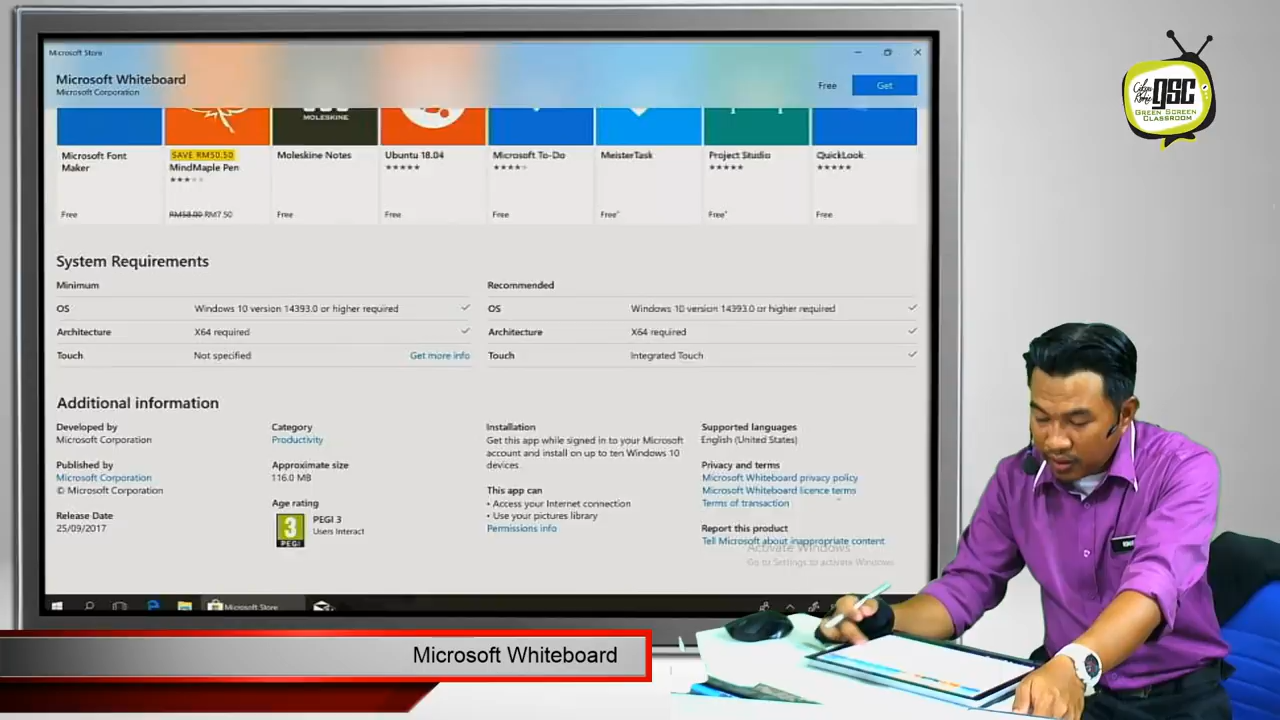 Microsoft Store
Microsoft Whiteboard
Microsoft Corporation
Free
Get
MOLESKINE
Microsoft Font
Maker
Free
SAVE RM50.50
MindMaple Pen
RM58.00 RM7.50
Moleskine Notes
Free
Ubuntu 18.04
Free
Microsoft To-Do
Free
MeisterTask
Free+
Project Studio
Free+
QuickLook
Free
System Requirements
Minimum
OS Windows 10 version 14393.0 or higher required
Architecture X64 required
Touch Not specified Get more info
Recommended
OS Windows 10 version 14393.0 or higher required
Architecture X64 required
Touch Integrated Touch
Additional information
Developed by
Microsoft Corporation
Published by
Microsoft Corporation
© Microsoft Corporation
Release Date
25/09/2017
Category
Productivity
Approximate size
116.0 MB
Age rating
3
PEGI
PEGI 3
Users Interact
Installation
Get this app while signed in to your Microsoft
account and install on up to ten Windows 10
devices.
This app can
• Access your Internet connection
• Use your pictures library
Permissions info
Supported languages
English (United States)
Privacy and terms
Microsoft Whiteboard privacy policy
Microsoft Whiteboard licence terms
Terms of transaction
Report this product
Tell Microsoft about inappropriate content
Activate Windows
Go to Settings to activate Windows.
Microsoft Store
Microsoft Whiteboard
gsc
GREEN SCREEN
CLASSROOM